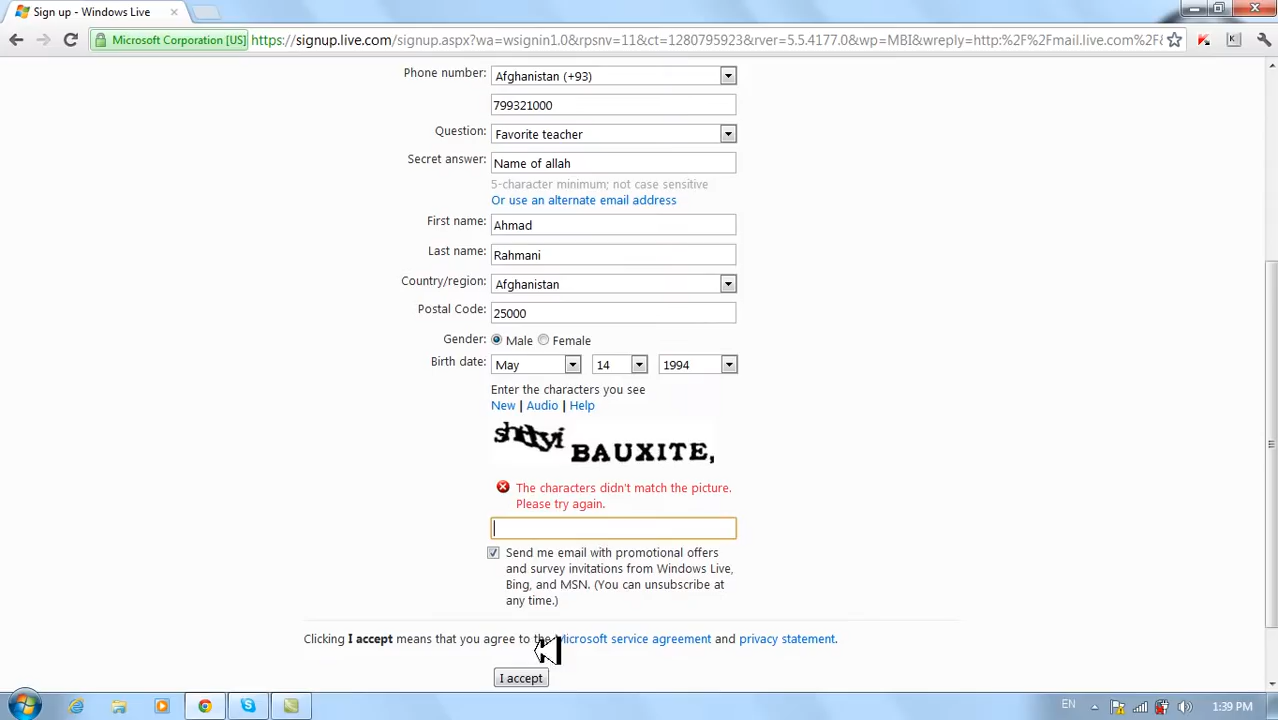 Sign up - Windows Live
Microsoft Corporation [US] https://signup.live.com/signup.aspx?wa=wsignin1.0&rpsnv=11&ct=1280795923&rver=5.5.4177.0&wp=MBI&wreply=http:%2F%2Fmail.live.com%2F&
Phone number: Afghanistan (+93)
799321000
Question: Favorite teacher
Secret answer: Name of allah
5-character minimum; not case sensitive
Or use an alternate email address
First name: Ahmad
Last name: Rahmani
Country/region: Afghanistan
Postal Code: 25000
Gender: Male Female
Birth date: May 14 1994
Enter the characters you see
New | Audio | Help
BAUXITE,
The characters didn't match the picture.
Please try again.
Send me email with promotional offers
and survey invitations from Windows Live,
Bing, and MSN. (You can unsubscribe at
any time.)
Clicking I accept means that you agree to the Microsoft service agreement and privacy statement.
I accept
EN 1:39 PM